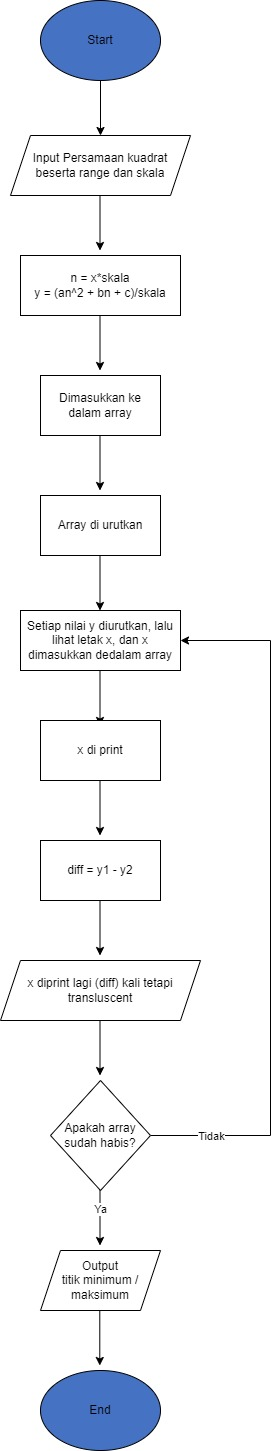 Start
Input Persamaan kuadrat
beserta range dan skala
n = x*skala
y = (an^2 + bn + c)/skala
Dimasukkan ke
dalam array
Array di urutkan
Setiap nilai y diurutkan, lalu
lihat letak x, dan x
dimasukkan dedalam array
x di print
diff = y1 - y2
x diprint lagi (diff) kali tetapi
transluscent
Apakah array
sudah habis?
Tidak
Ya
Output
titik minimum /
maksimum
End